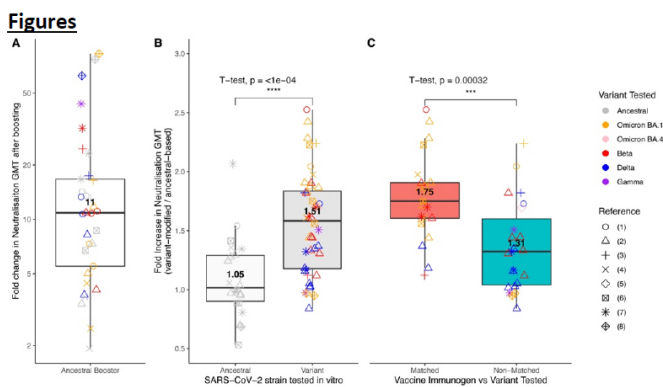 Figures
A
B
C
Fold change in Neutralisation GMT after boosting
50
20
10
5
2
11
Ancestral Booster
Fold Increase in Neutralisation GMT
(variant-modified / ancestral-based)
3.0
2.5
2.0
1.5
1.0
0.5
T-test, p = <1e-04
****
1.05
1.51
Ancestral
Variant
SARS-CoV-2 strain tested in vitro
T-test, p = 0.00032
***
1.75
1.31
Matched
Non-Matched
Vaccine Immunogen vs Variant Tested
Variant Tested
Ancestral
Omicron BA.1
Omicron BA.4
Beta
Delta
Gamma
Reference
(1)
(2)
(3)
(4)
(5)
(6)
(7)
(8)